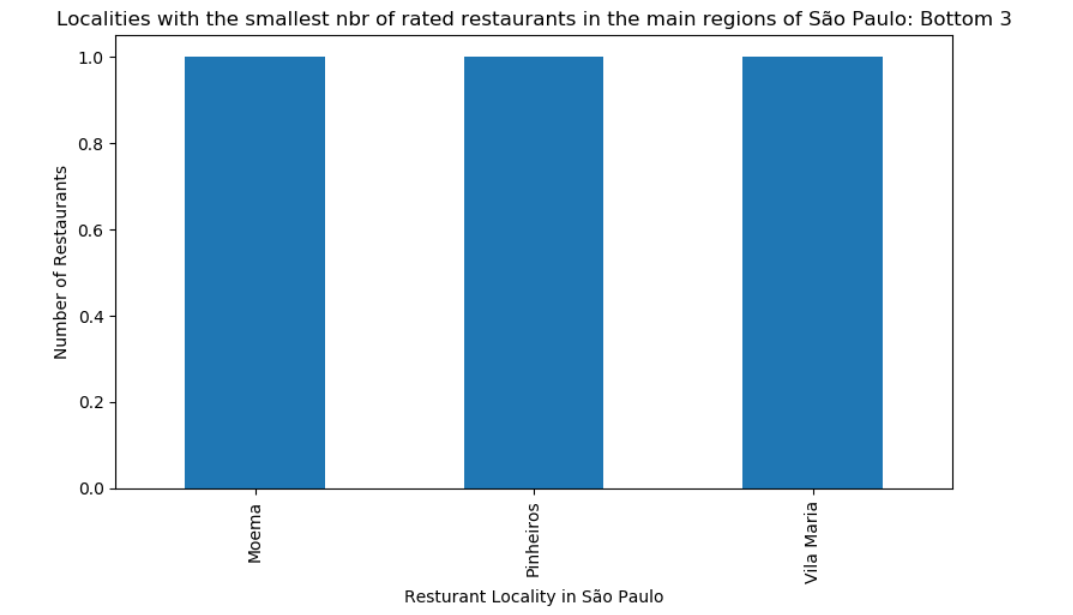 Localities with the smallest nbr of rated restaurants in the main regions of São Paulo: Bottom 3
Number of Restaurants
1.0
0.8
0.6
0.4
0.2
0.0
Moema
Pinheiros
Vila Maria
Resturant Locality in São Paulo